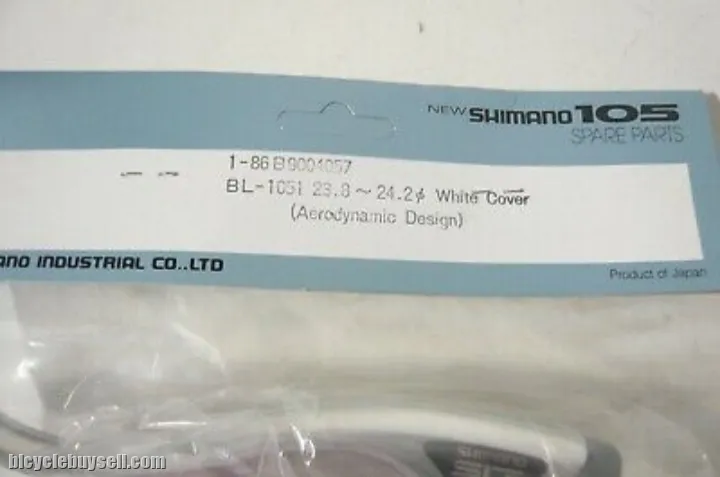 NEW SHIMANO 105
SPARE PARTS
1-86 B9004057
BL-1051 23.8～24.2φ White Cover
(Aerodynamic Design)
ANO INDUSTRIAL CO.,LTD
Product of Japan
SHIMANO
bicyclebuysell.com